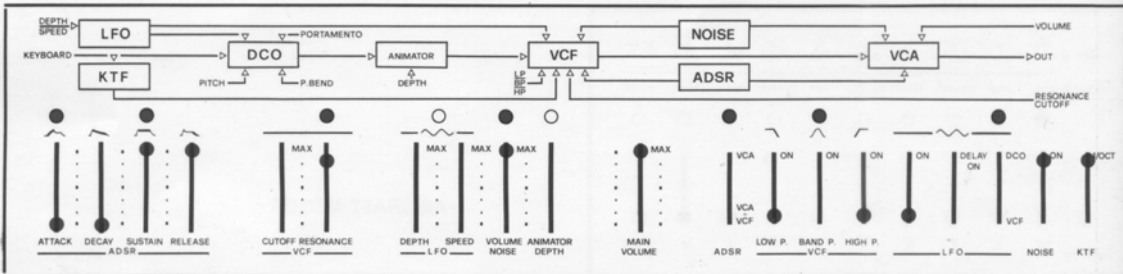 DEPTH
SPEED
LFO
NOISE
VOLUME
PORTAMENTO
KEYBOARD
DCO
ANIMATOR
VCF
VCA
OUT
KTF
ADSR
PITCH
P.BEND
DEPTH
LP
BP
HP
RESONANCE
CUTOFF
MAX MAX MAX MAX MAX VCA ON ON ON ON DELAY ON DCO ON V/OCT
VCA VCF VCF
ATTACK DECAY SUSTAIN RELEASE CUTOFF RESONANCE DEPTH SPEED VOLUME NOISE ANIMATOR DEPTH MAIN VOLUME ADSR LOW P. BAND P. HIGH P. NOISE KTF
ADSR VCF LFO VCF LFO